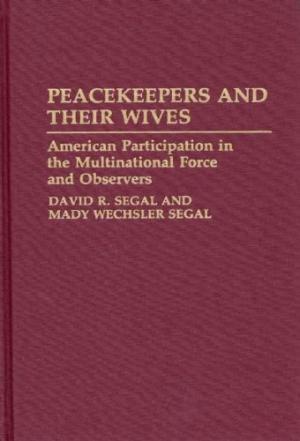 PEACEKEEPERS AND
THEIR WIVES
American Participation in
the Multinational Force
and Observers
DAVID R. SEGAL AND
MADY WECHSLER SEGAL